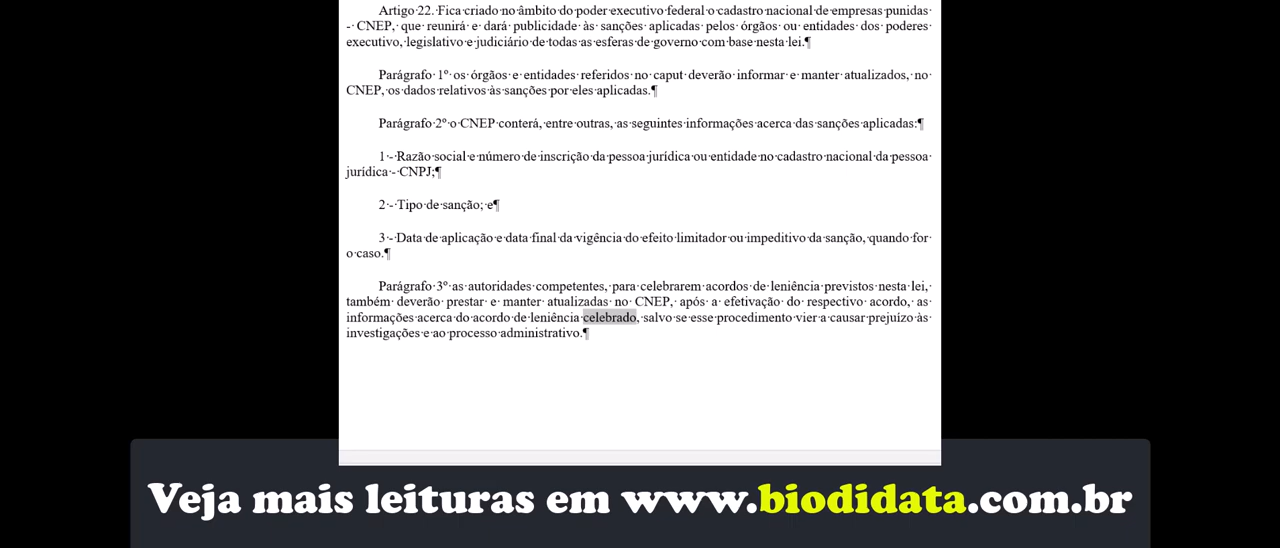 Artigo 22. Fica criado no âmbito do poder executivo federal o cadastro nacional de empresas punidas
- CNEP, que reunirá e dará publicidade às sanções aplicadas pelos órgãos ou entidades dos poderes
executivo, legislativo e judiciário de todas as esferas de governo com base nesta lei.¶
Parágrafo 1º os órgãos e entidades referidos no caput deverão informar e manter atualizados, no
CNEP, os dados relativos às sanções por eles aplicadas.¶
Parágrafo 2º o CNEP conterá, entre outras, as seguintes informações acerca das sanções aplicadas:¶
1 - Razão social e número de inscrição da pessoa jurídica ou entidade no cadastro nacional da pessoa
jurídica - CNPJ;¶
2 - Tipo de sanção; e¶
3 - Data de aplicação e data final da vigência do efeito limitador ou impeditivo da sanção, quando for
o caso.¶
Parágrafo 3º as autoridades competentes, para celebrarem acordos de leniência previstos nesta lei,
também deverão prestar e manter atualizadas no CNEP, após a efetivação do respectivo acordo, as
informações acerca do acordo de leniência celebrado, salvo se esse procedimento vier a causar prejuízo às
investigações e ao processo administrativo.¶
Veja mais leituras em www.biodidata.com.br